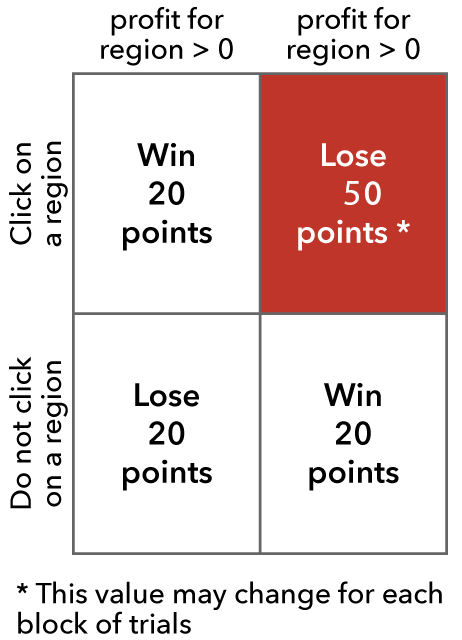 profit for
region > 0
profit for
region > 0
Click on
a region
Win
20
points
Lose
50
points *
Do not click
on a region
Lose
20
points
Win
20
points
* This value may change for each
block of trials